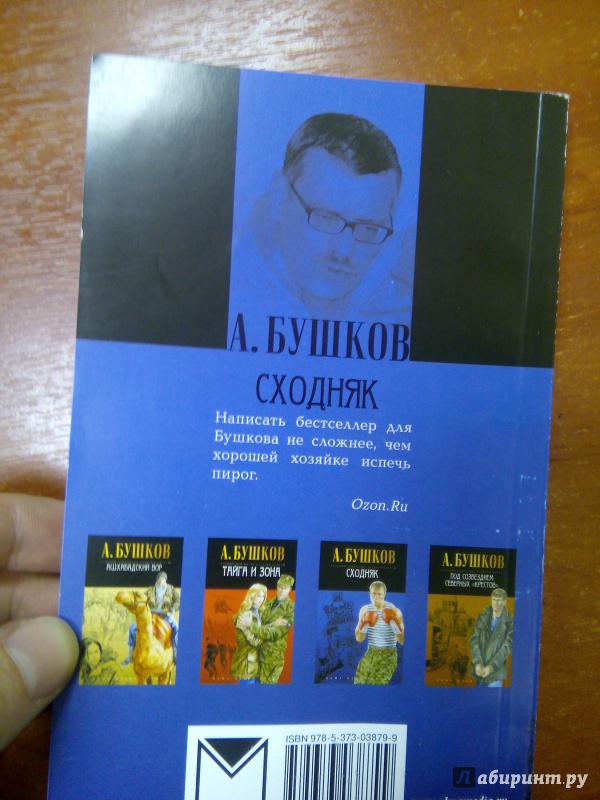 А. БУШКОВ
СХОДНЯК
Написать бестселлер для
Бушкова не сложнее, чем
хорошей хозяйке испечь
пирог.
Ozon.Ru
А. БУШКОВ
АШХАБАДСКИЙ ВОР
А. БУШКОВ
ТАЙГА И ЗОНА
А. БУШКОВ
СХОДНЯК
А. БУШКОВ
ПОД СОЗВЕЗДИЕМ
СЕВЕРНЫХ «КРЕСТОВ»
ISBN 978-5-373-03879-9
Лабиринт.ру